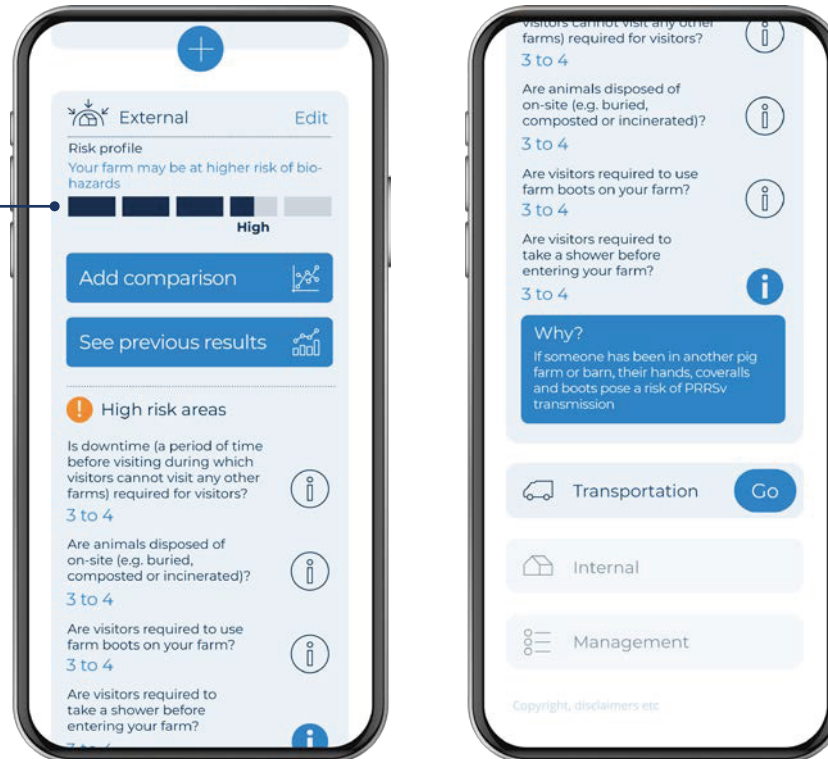 External
Edit
Risk profile
Your farm may be at higher risk of bio-
hazards
High
Add comparison
See previous results
High risk areas
Is downtime (a period of time
before visiting during which
visitors cannot visit any other
farms) required for visitors?
3 to 4
Are animals disposed of
on-site (e.g. buried,
composted or incinerated)?
3 to 4
Are visitors required to use
farm boots on your farm?
3 to 4
Are visitors required to
take a shower before
entering your farm?
3 to 4
visitors cannot visit any other
farms) required for visitors?
3 to 4
Are animals disposed of
on-site (e.g. buried,
composted or incinerated)?
3 to 4
Are visitors required to use
farm boots on your farm?
3 to 4
Are visitors required to
take a shower before
entering your farm?
3 to 4
Why?
If someone has been in another pig
farm or barn, their hands, coveralls
and boots pose a risk of PRRSv
transmission
Transportation
Go
Internal
Management
Copyright, disclaimers etc